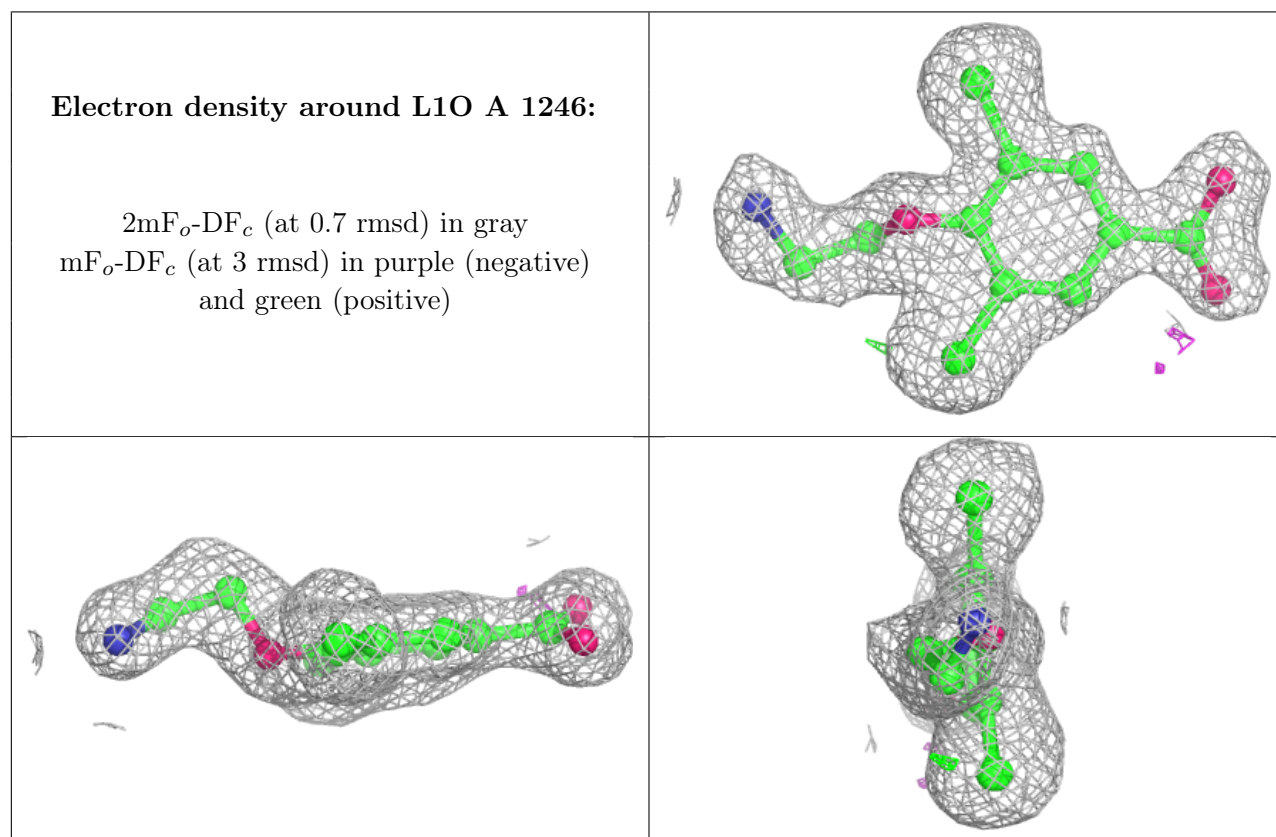 Electron density around L1O A 1246:
2mFo-DFc (at 0.7 rmsd) in gray
mFo-DFc (at 3 rmsd) in purple (negative)
and green (positive)